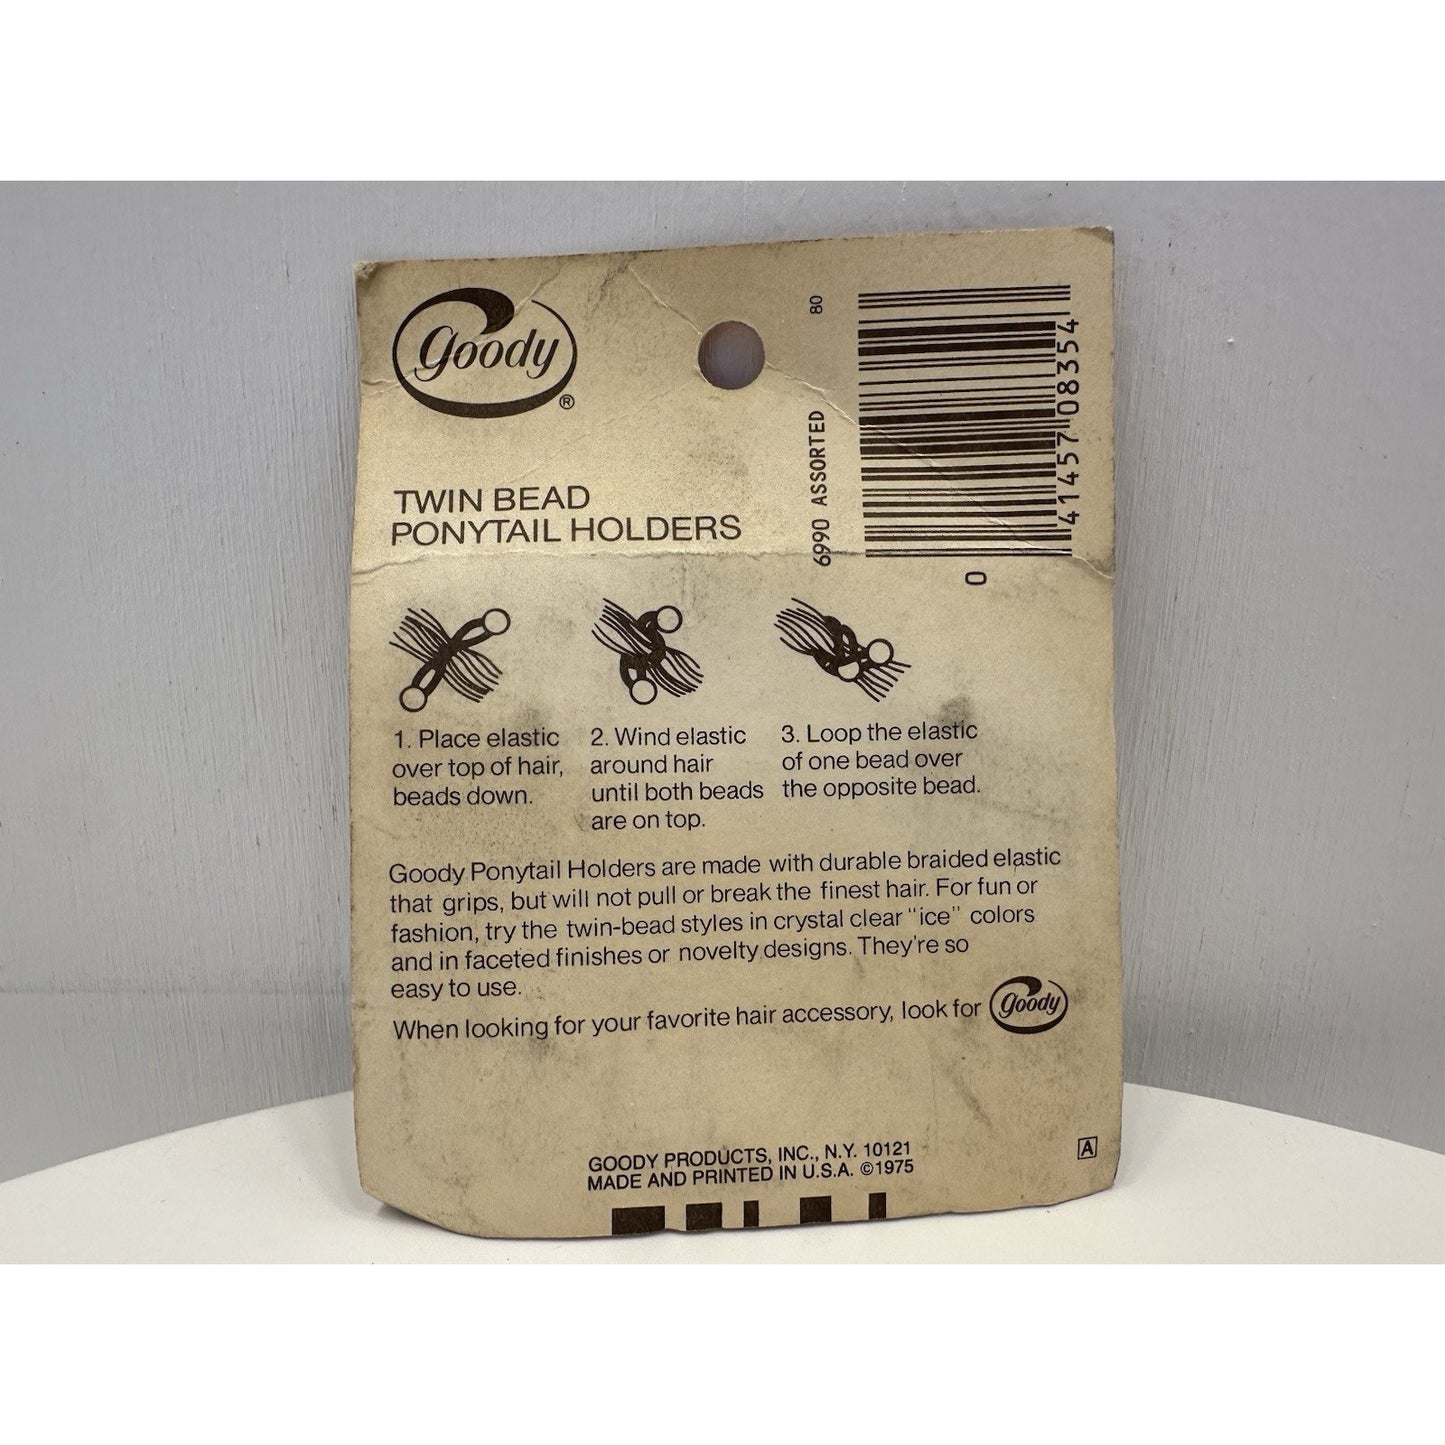 Goody®
TWIN BEAD
PONYTAIL HOLDERS
80
6990 ASSORTED
41457 08354
0
1. Place elastic
over top of hair,
beads down.
2. Wind elastic
around hair
until both beads
are on top.
3. Loop the elastic
of one bead over
the opposite bead.
Goody Ponytail Holders are made with durable braided elastic
that grips, but will not pull or break the finest hair. For fun or
fashion, try the twin-bead styles in crystal clear "ice" colors
and in faceted finishes or novelty designs. They're so
easy to use.
When looking for your favorite hair accessory, look for Goody
GOODY PRODUCTS, INC., N.Y. 10121
MADE AND PRINTED IN U.S.A. ©1975
A